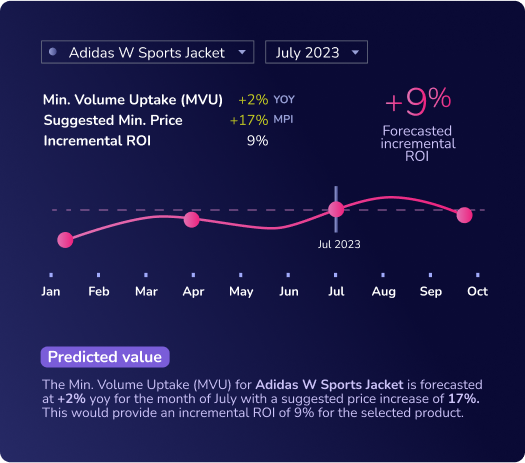 Adidas W Sports Jacket July 2023
Min. Volume Uptake (MVU) +2% YOY
Suggested Min. Price +17% MPI
Incremental ROI 9%
+9%
Forecasted
incremental
ROI
Jul 2023
Jan Feb Mar Apr May Jun Jul Aug Sep Oct
Predicted value
The Min. Volume Uptake (MVU) for Adidas W Sports Jacket is forecasted
at +2% yoy for the month of July with a suggested price increase of 17%.
This would provide an incremental ROI of 9% for the selected product.